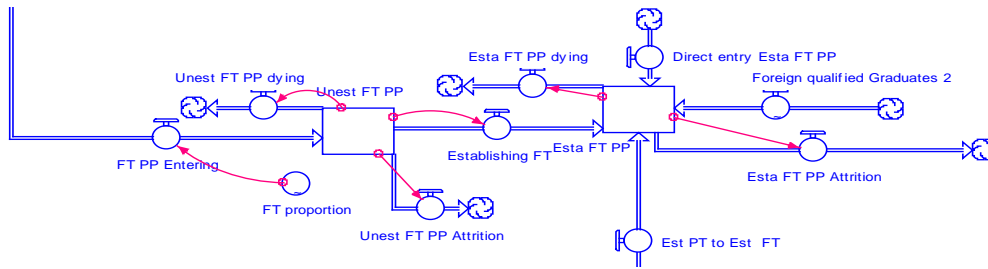 Esta FT PP dying
Direct entry Esta FT PP
Unest FT PP dying
Foreign qualified Graduates 2
Unest FT PP
FT PP Entering
Establishing FT
Esta FT PP
Esta FT PP Attrition
FT proportion
Unest FT PP Attrition
Est PT to Est FT